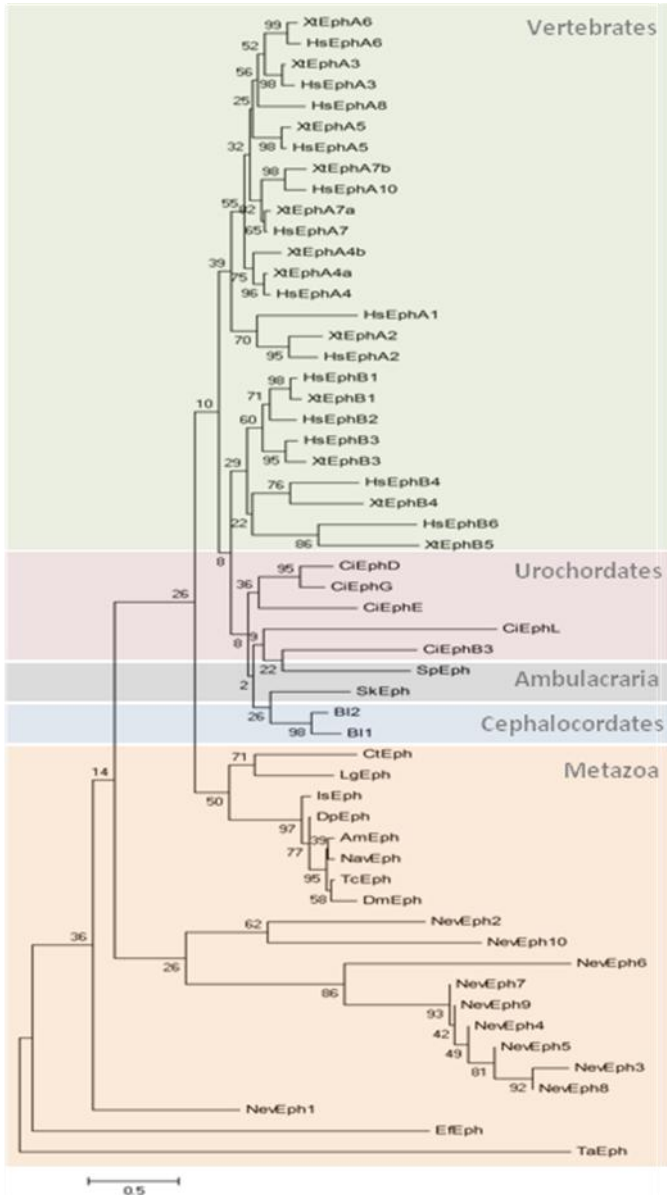 Vertebrates
99 XtEphA6
52 HsEphA6
56 XtEphA3
98 HsEphA3
25 HsEphA8
XtEphA5
32 98 HsEphA5
98 XtEphA7b
HsEphA10
55 82 XtEphA7a
65 HsEphA7
XtEphA4b
39 75 XtEphA4a
96 HsEphA4
HsEphA1
70 XtEphA2
95 HsEphA2
98 HsEphB1
10 71 XtEphB1
60 HsEphB2
HsEphB3
29 95 XtEphB3
76 HsEphB4
XtEphB4
22 HsEphB6
86 XtEphB5
8 95 CiEphD Urochordates
36 CiEphG
26 CiEphE
CiEphL
8 9 CiEphB3
22 SpEph Ambulacraria
2 SkEph
26 Bl2 Cephalocordates
98 Bl1
71 CtEph Metazoa
14 LgEph
50 IsEph
97 DpEph
39 AmEph
77 NavEph
95 TcEph
58 DmEph
62 NevEph2
36 NevEph10
26 NevEph6
86 NevEph7
93 NevEph9
42 NevEph4
49 NevEph5
81 NevEph3
92 NevEph8
NevEph1
EfEph
TaEph
0.5